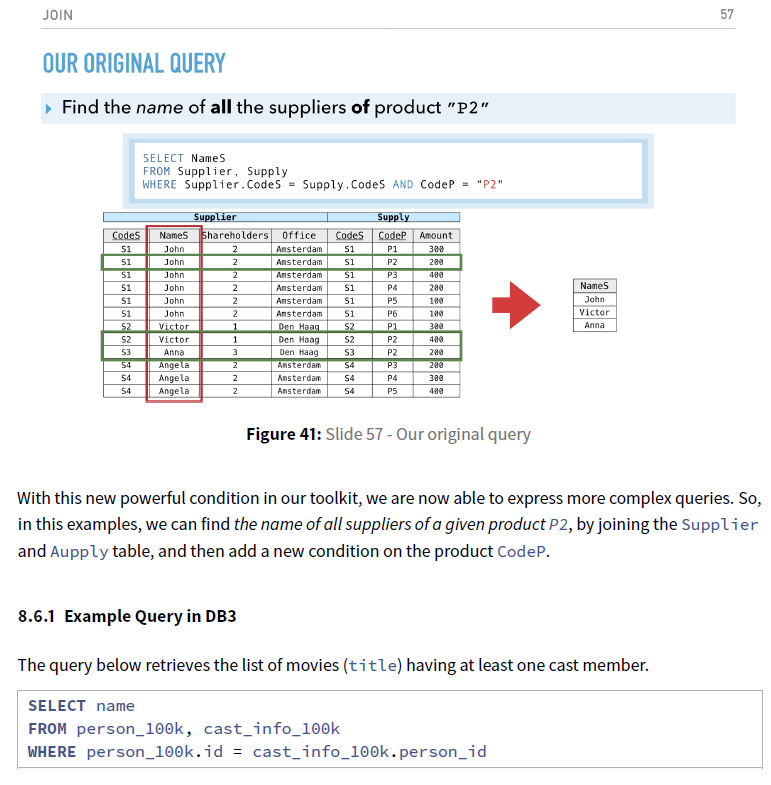 JOIN 57
OUR ORIGINAL QUERY
Find the name of all the suppliers of product "P2"
SELECT NameS
FROM Supplier, Supply
WHERE Supplier.CodeS = Supply.CodeS AND CodeP = "P2"
Supplier Supply
CodeS NameS Shareholders Office CodeS CodeP Amount
S1 John 2 Amsterdam S1 P1 300
S1 John 2 Amsterdam S1 P2 200
S1 John 2 Amsterdam S1 P3 400
S1 John 2 Amsterdam S1 P4 200
S1 John 2 Amsterdam S1 P5 100
S1 John 2 Amsterdam S1 P6 100
S2 Victor 1 Den Haag S2 P1 300
S2 Victor 1 Den Haag S2 P2 400
S3 Anna 3 Den Haag S3 P2 200
S4 Angela 2 Amsterdam S4 P3 200
S4 Angela 2 Amsterdam S4 P4 300
S4 Angela 2 Amsterdam S4 P5 400
NameS
John
Victor
Anna
Figure 41: Slide 57 - Our original query
With this new powerful condition in our toolkit, we are now able to express more complex queries. So,
in this examples, we can find the name of all suppliers of a given product P2, by joining the Supplier
and Aupply table, and then add a new condition on the product CodeP.
8.6.1 Example Query in DB3
The query below retrieves the list of movies (title) having at least one cast member.
SELECT name
FROM person_100k, cast_info_100k
WHERE person_100k.id = cast_info_100k.person_id